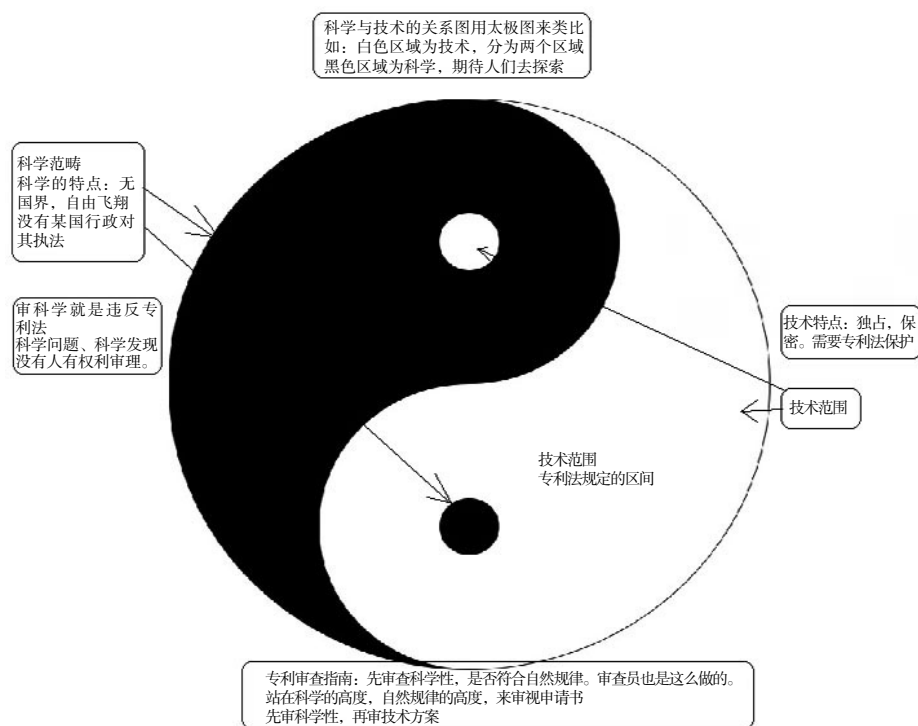 科学与技术的关系图用太极图来类比
如：白色区域为技术，分为两个区域
黑色区域为科学，期待人们去探索
科学范畴
科学的特点：无
国界，自由飞翔
没有某国行政对
其执法
审科学就是违反专
利法
科学问题、科学发现
没有人有权利审理。
技术特点：独占，保
密。需要专利法保护
技术范围
技术范围
专利法规定的区间
专利审查指南：先审查科学性，是否符合自然规律。审查员也是这么做的。
站在科学的高度，自然规律的高度，来审视申请书
先审科学性，再审技术方案